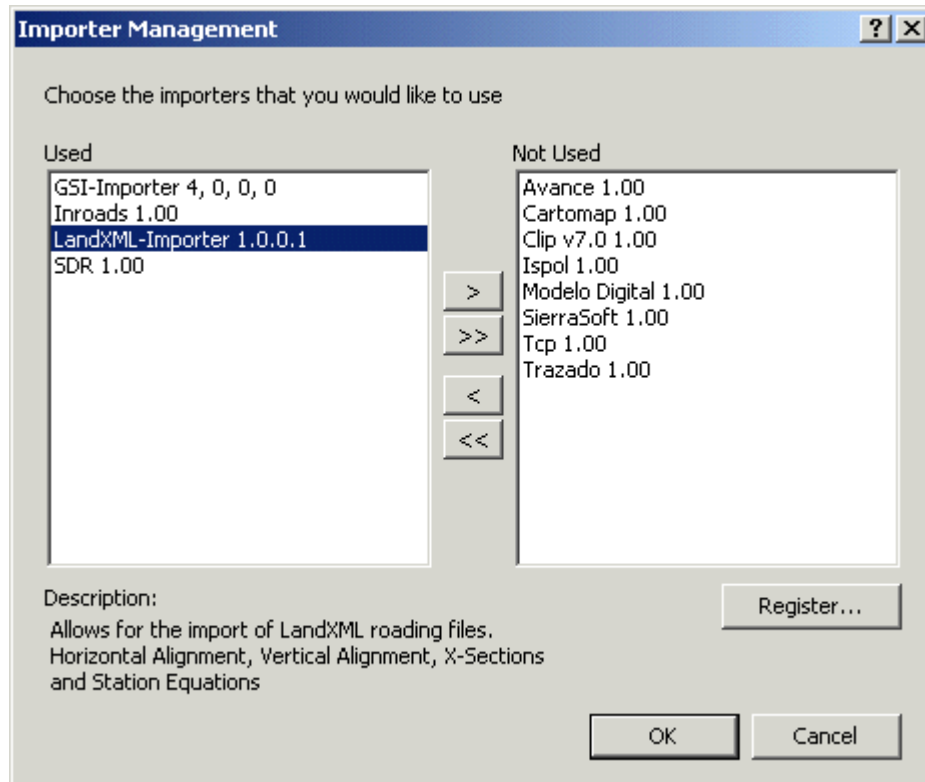 Importer Management
?
X
Choose the importers that you would like to use
Used
GSI-Importer 4, 0, 0, 0
Inroads 1.00
LandXML-Importer 1.0.0.1
SDR 1.00
>
>>
<
<<
Not Used
Avance 1.00
Cartomap 1.00
Clip v7.0 1.00
Ispol 1.00
Modelo Digital 1.00
SierraSoft 1.00
Tcp 1.00
Trazado 1.00
Description:
Allows for the import of LandXML roading files.
Horizontal Alignment, Vertical Alignment, X-Sections
and Station Equations
Register...
OK
Cancel